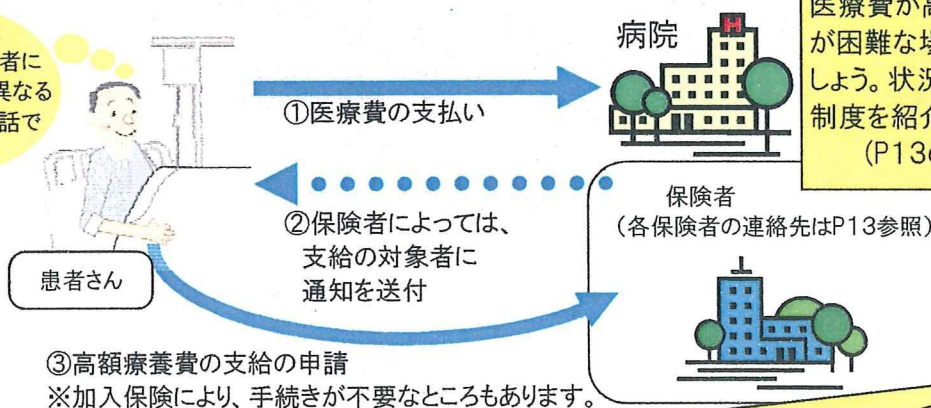 者に
異なる
話で
病院
医療費が高
が困難な場
しょう。状況
制度を紹介
(P13
①医療費の支払い
保険者
(各保険者の連絡先はP13参照)
②保険者によっては、
支給の対象者に
通知を送付
患者さん
③高額療養費の支給の申請
※加入保険により、手続きが不要なところもあります。